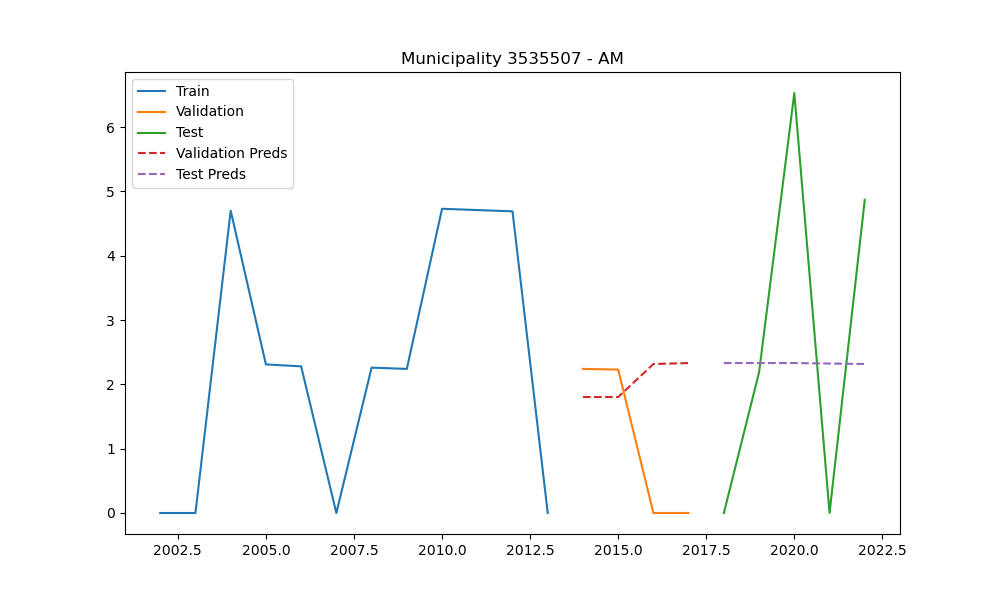 Municipality 3535507 - AM
Train
Validation
Test
Validation Preds
Test Preds
6
5
4
3
2
1
0
2002.5 2005.0 2007.5 2010.0 2012.5 2015.0 2017.5 2020.0 2022.5